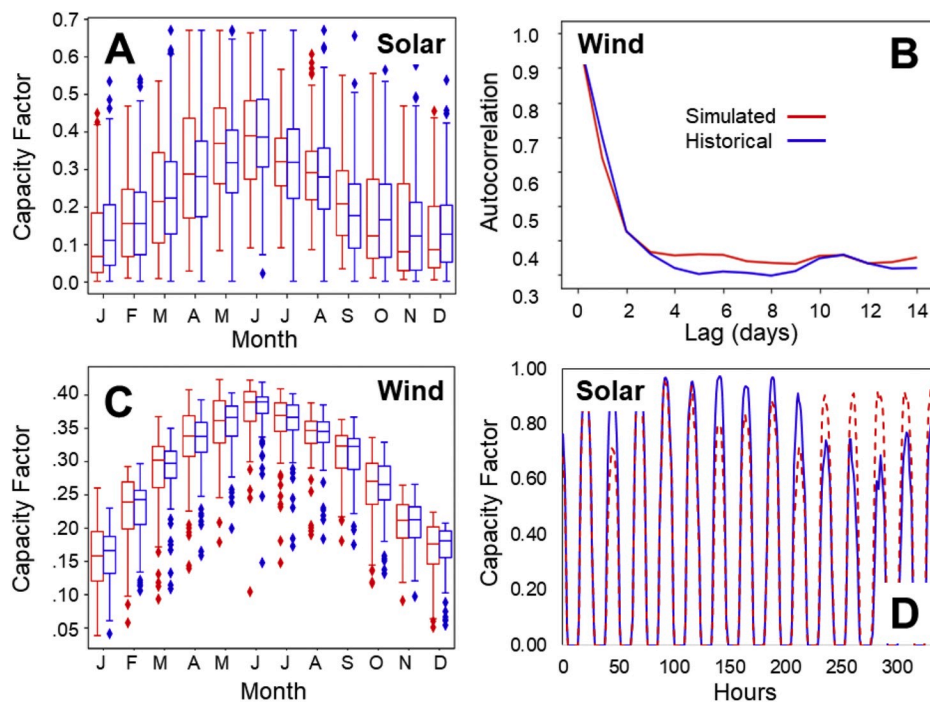 A
Solar
Capacity Factor
0.7
0.6
0.5
0.4
0.3
0.2
0.1
0.0
J F M A M J J A S O N D
Month
Wind
B
Autocorrelation
1.0
0.9
0.8
0.7
0.6
0.5
0.4
0.3
Simulated
Historical
0 2 4 6 8 10 12 14
Lag (days)
C
Wind
Capacity Factor
.40
.35
.30
.25
.20
.15
.10
.05
J F M A M J J A S O N D
Month
Solar
D
Capacity Factor
1.00
0.80
0.60
0.40
0.20
0.00
0 50 100 150 200 250 300
Hours